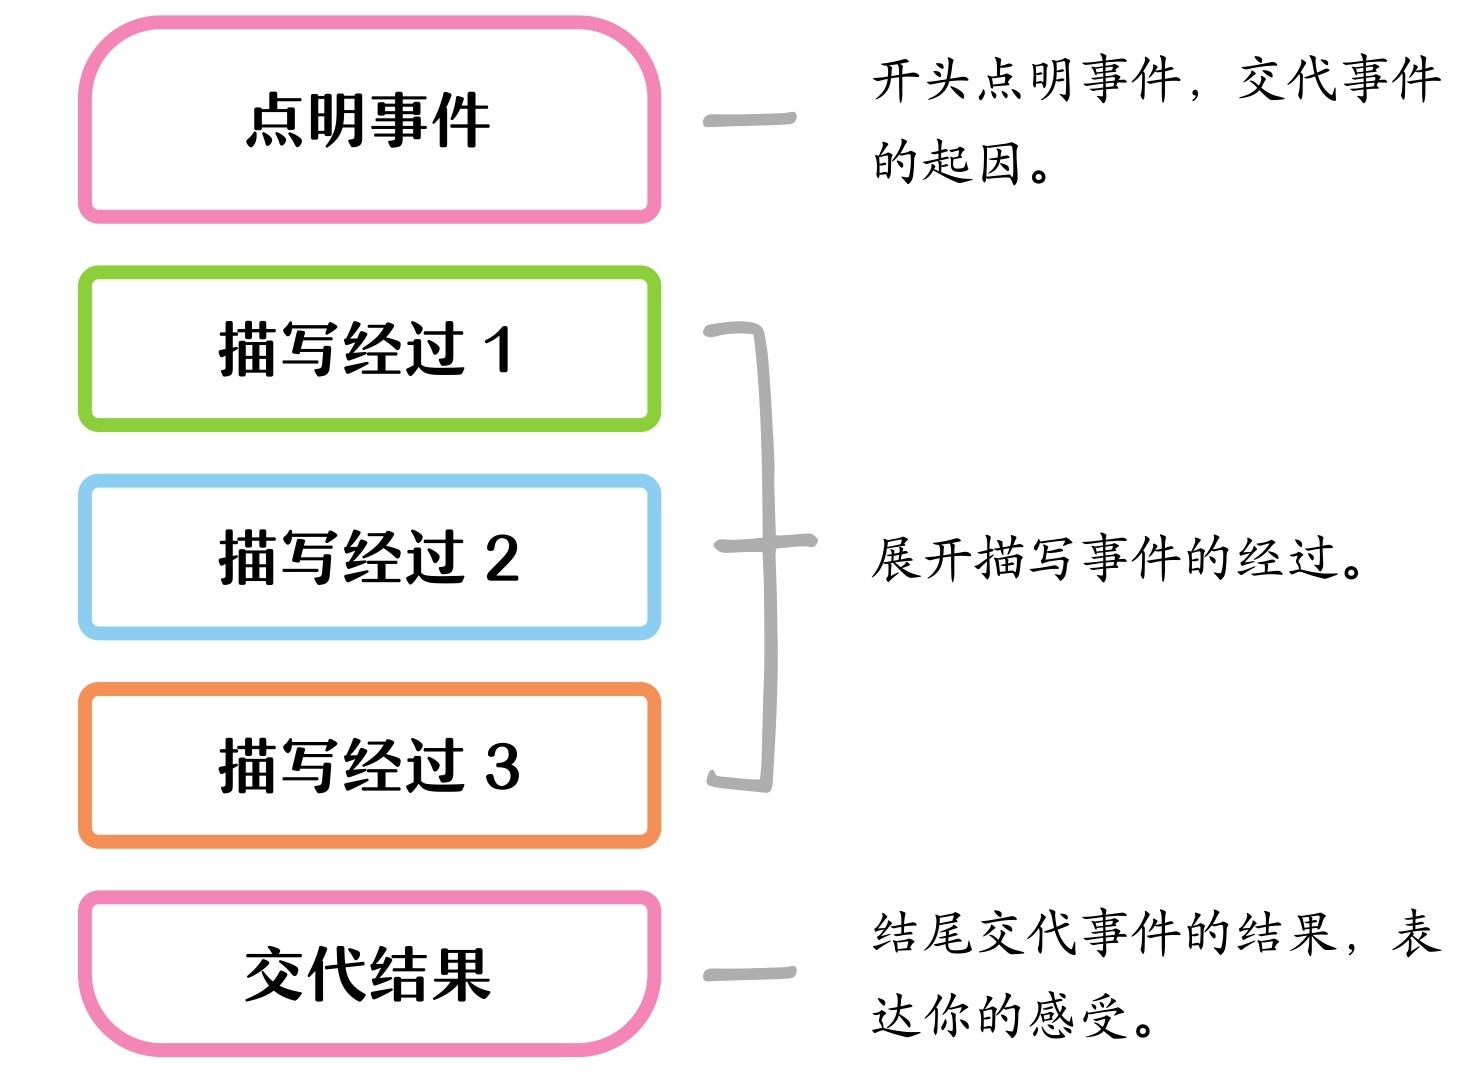 点明事件
开头点明事件，交代事件
的起因。
描写经过 1
描写经过 2
展开描写事件的经过。
描写经过 3
交代结果
结尾交代事件的结果，表
达你的感受。